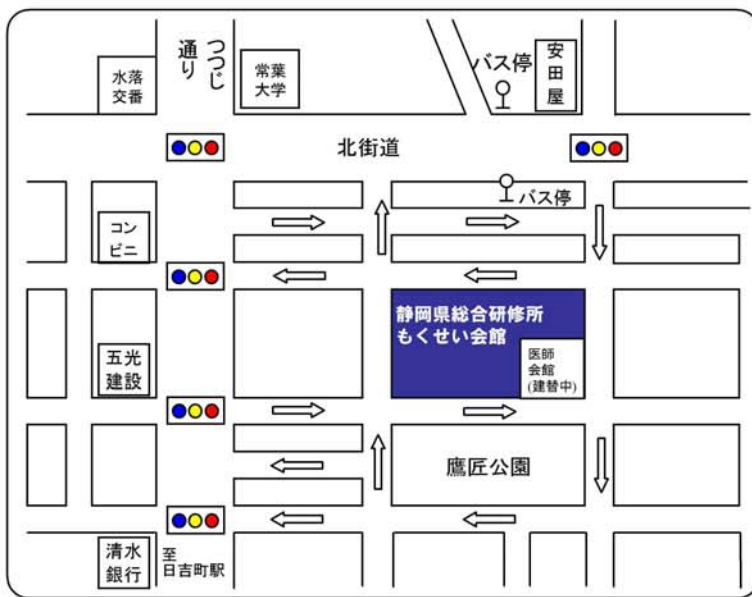 水落
交番
つつじ
通り
常葉
大学
バス停
安田屋
北街道
バス停
コン
ビニ
静岡県総合研修所
もくせい会館
医師
会館
(建替中)
五光
建設
鷹匠公園
清水
銀行
至
日吉町駅